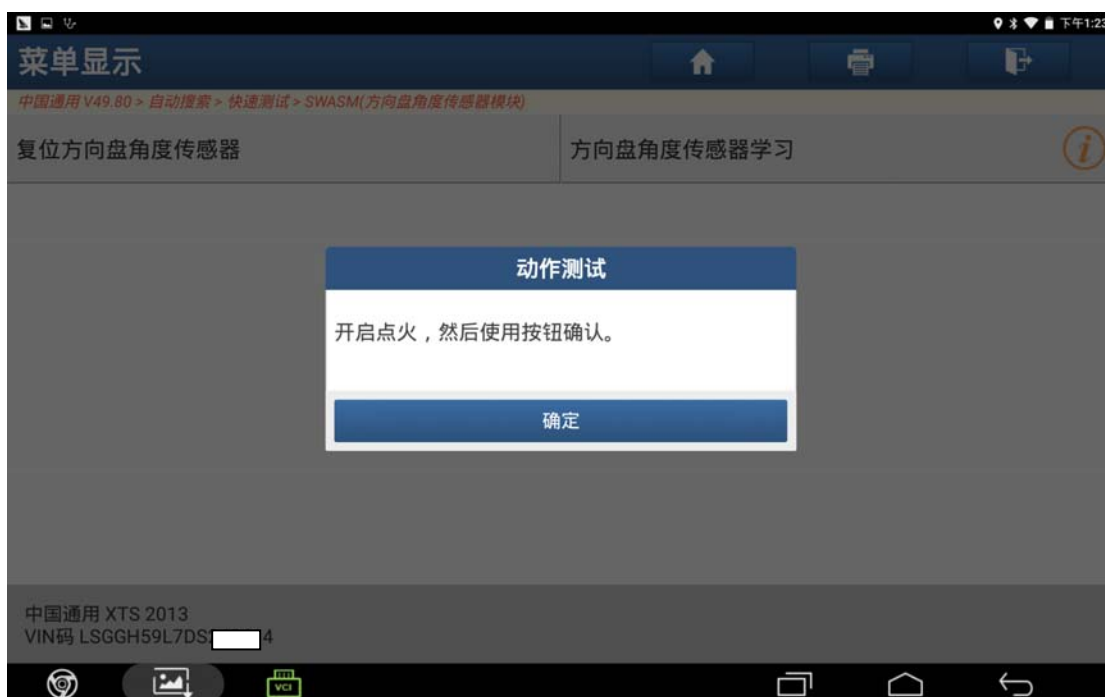 下午1:23
菜单显示
中国通用 V49.80 > 自动搜索 > 快速测试 > SWASM(方向盘角度传感器模块)
复位方向盘角度传感器
方向盘角度传感器学习
i
动作测试
开启点火，然后使用按钮确认。
确定
中国通用 XTS 2013
VIN码 LSGGH59L7DS 4
VCI